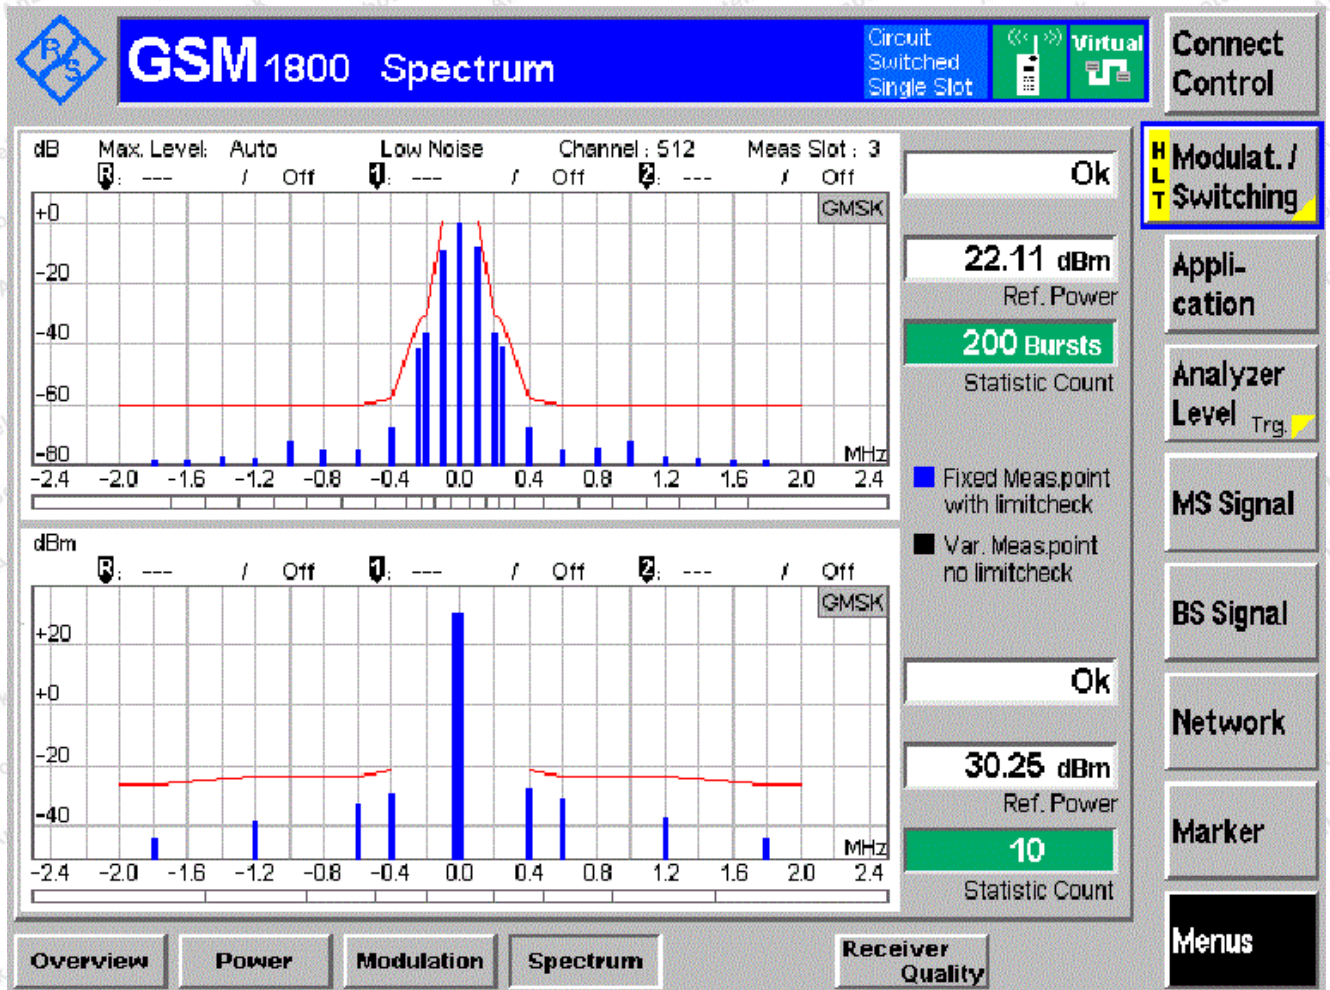 R S
GSM 1800 Spectrum
Circuit
Switched
Single Slot
Virtual
Connect
Control
dB Max. Level: Auto Low Noise Channel : 512 Meas Slot : 3
R : --- / Off 1 : --- / Off 2 : --- / Off
GMSK
+0
-20
-40
-60
-80
MHz
-2.4 -2.0 -1.6 -1.2 -0.8 -0.4 0.0 0.4 0.8 1.2 1.6 2.0 2.4
Ok
22.11 dBm
Ref. Power
200 Bursts
Statistic Count
Fixed Meas.point
with limitcheck
Var. Meas.point
no limitcheck
dBm
R : --- / Off 1 : --- / Off 2 : --- / Off
GMSK
+20
+0
-20
-40
MHz
-2.4 -2.0 -1.6 -1.2 -0.8 -0.4 0.0 0.4 0.8 1.2 1.6 2.0 2.4
Ok
30.25 dBm
Ref. Power
10
Statistic Count
HLT
Modulat. /
Switching
Appli-
cation
Analyzer
Level Trg.
MS Signal
BS Signal
Network
Marker
Menus
Overview Power Modulation Spectrum Receiver
Quality